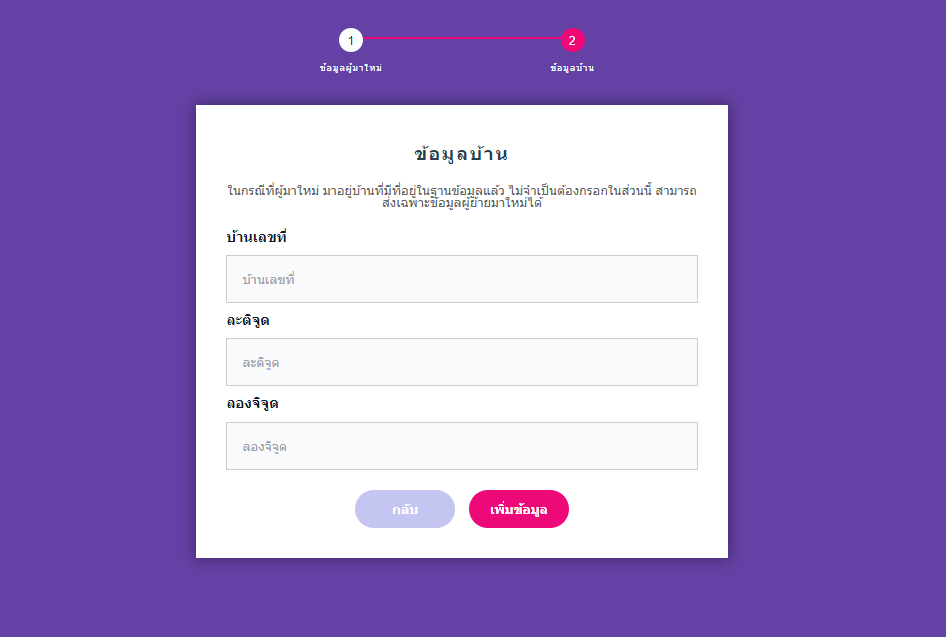 1
2
ข้อมูลผู้มาใหม่
ข้อมูลบ้าน
ข้อมูลบ้าน
ในกรณีที่ผู้มาใหม่ มาอยู่บ้านที่มีที่อยู่ในฐานข้อมูลแล้ว ไม่จำเป็นต้องกรอกในส่วนนี้ สามารถ
ส่งเฉพาะข้อมูลผู้ย้ายมาใหม่ได้
บ้านเลขที่
บ้านเลขที่
ละติจูด
ละติจูด
ลองจิจูด
ลองจิจูด
กลับ
เพิ่มข้อมูล